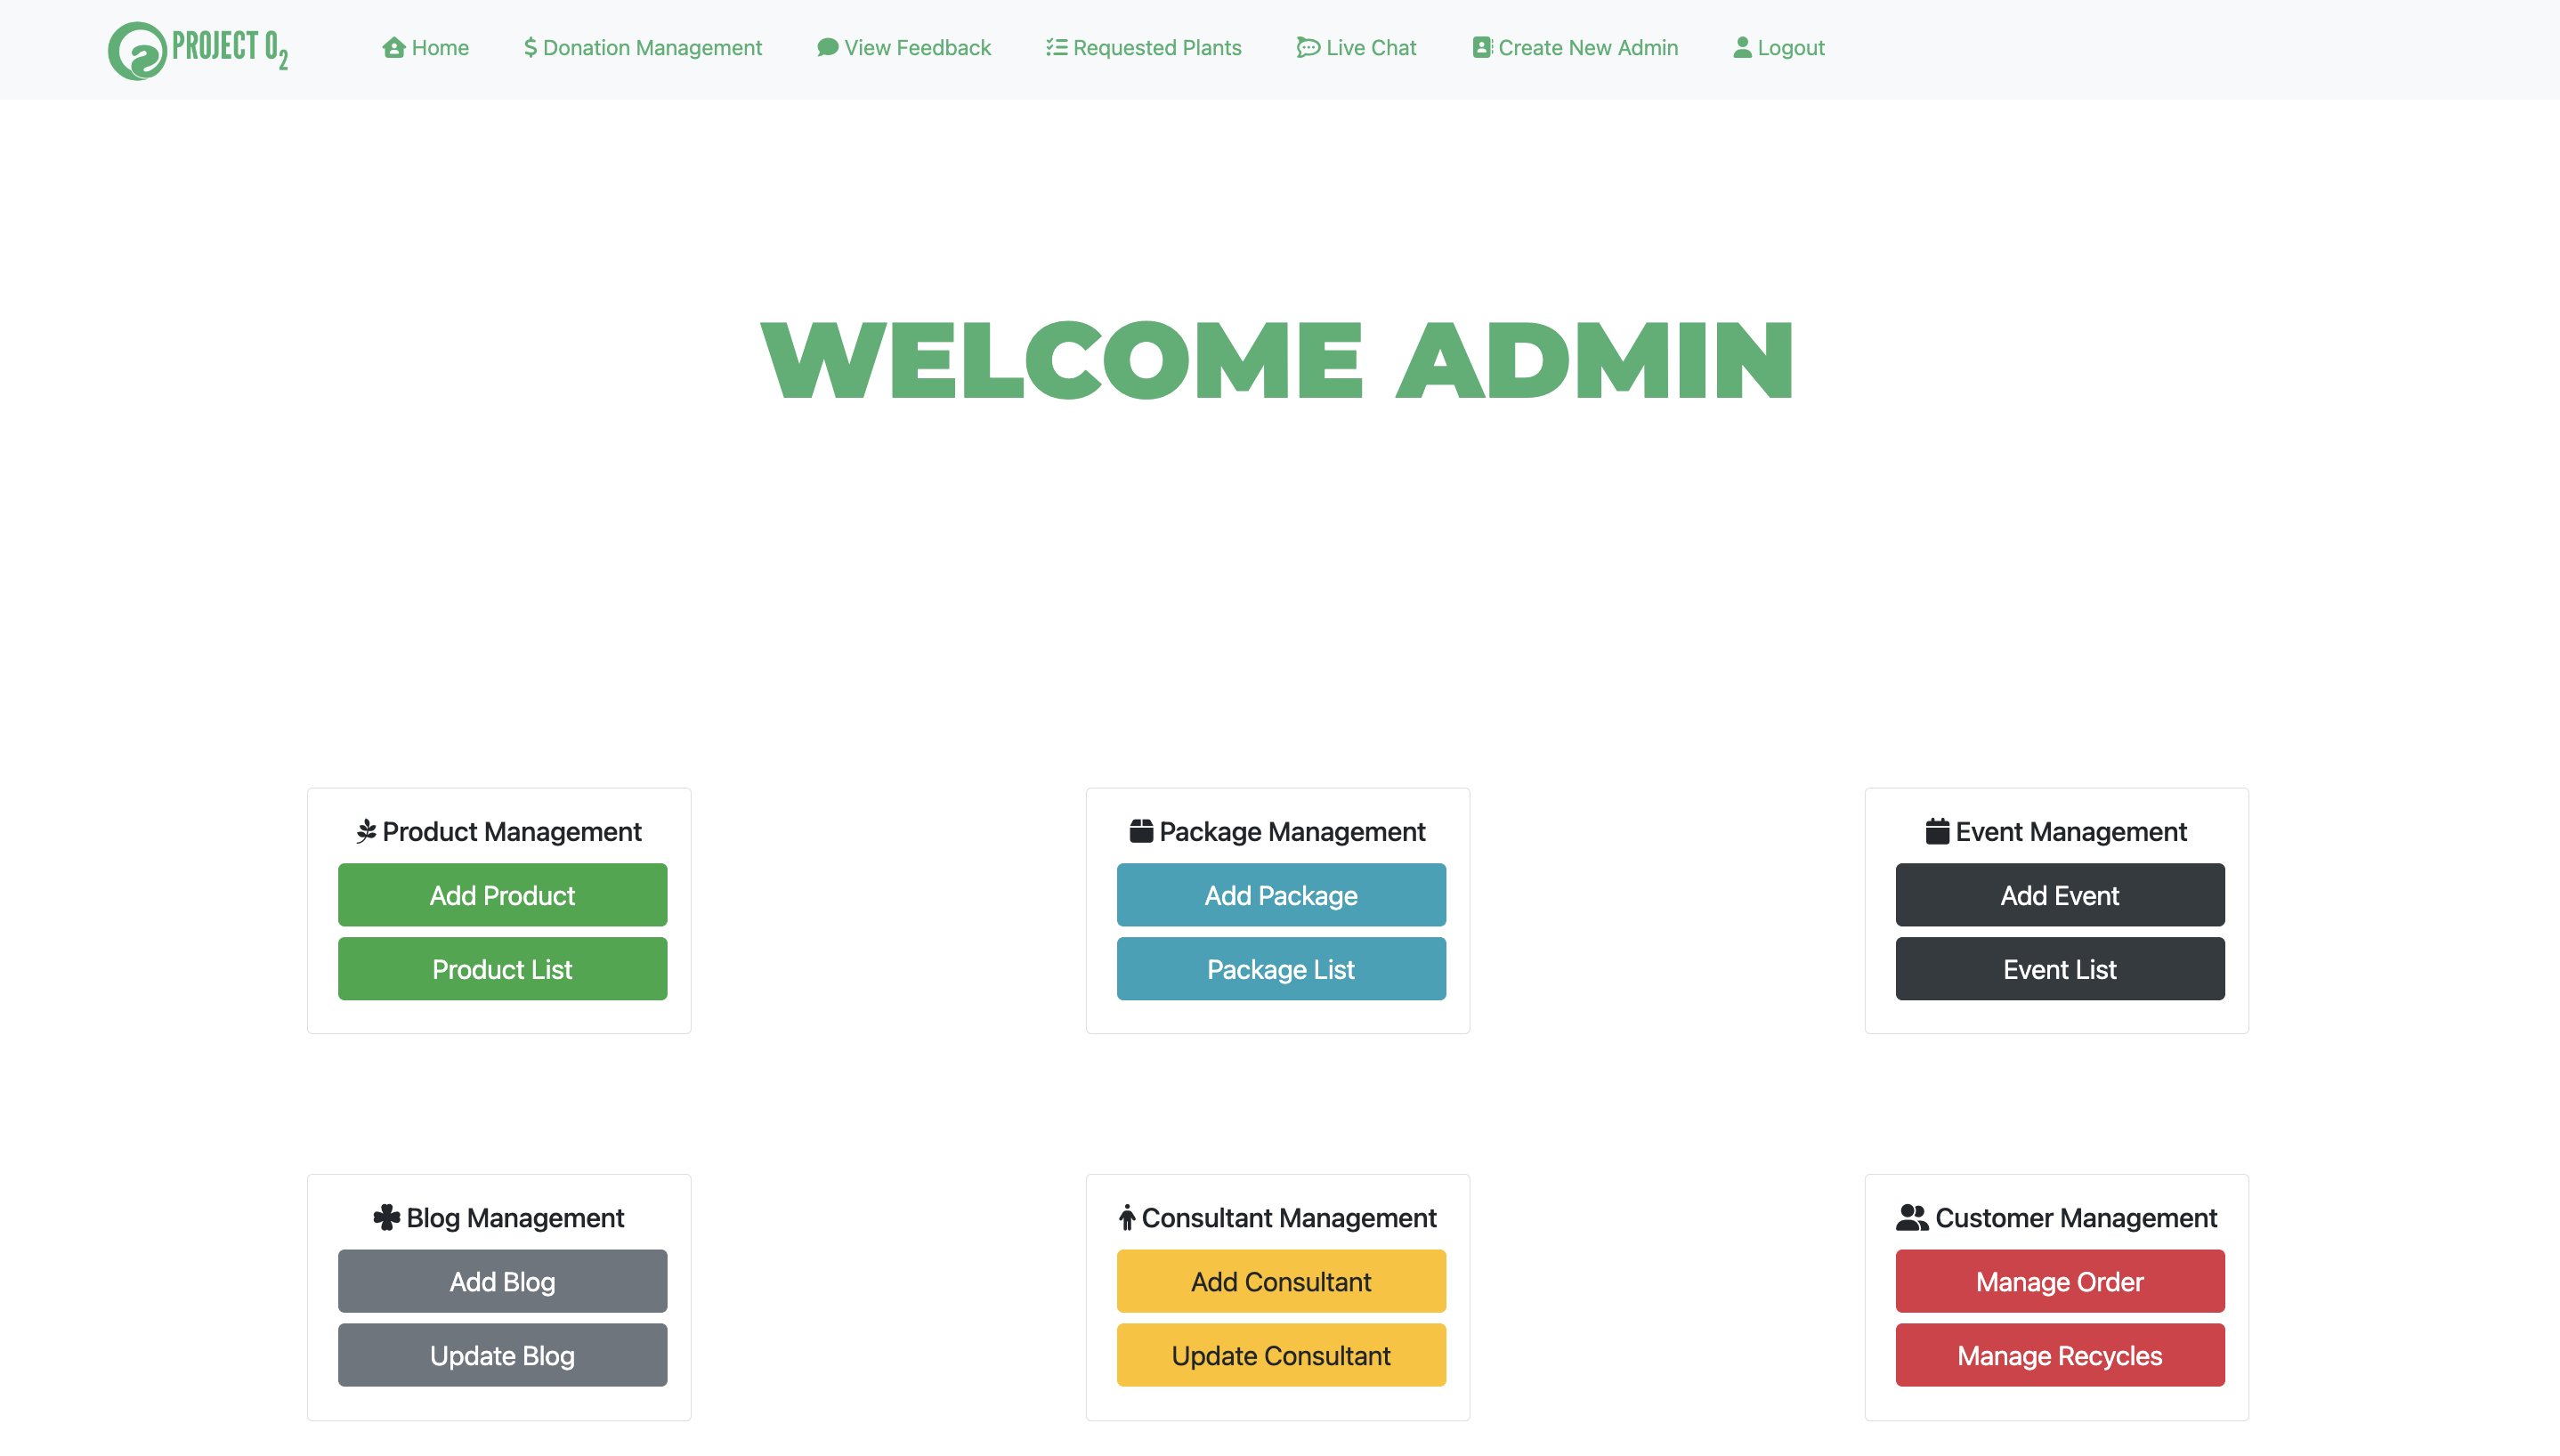 PROJECT O2
Home
Donation Management
View Feedback
Requested Plants
Live Chat
Create New Admin
Logout
WELCOME ADMIN
Product Management
Add Product
Product List
Package Management
Add Package
Package List
Event Management
Add Event
Event List
Blog Management
Add Blog
Update Blog
Consultant Management
Add Consultant
Update Consultant
Customer Management
Manage Order
Manage Recycles